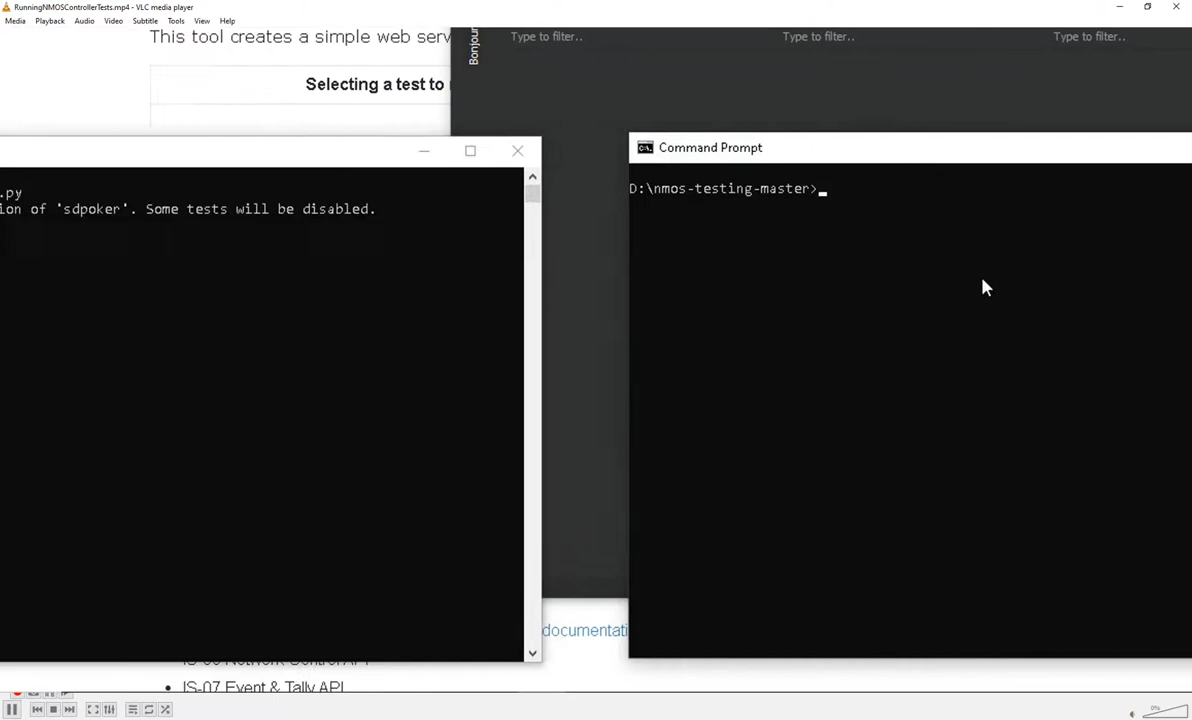 RunningNMOSControllerTests.mp4 - VLC media player
Media Playback Audio Video Subtitle Tools View Help
This tool creates a simple web serv
Bonjour
Type to filter..
Type to filter..
Type to filter..
Selecting a test to
.py
ion of 'sdpoker'. Some tests will be disabled.
Command Prompt
D:\nmos-testing-master>
documentati
IS-07 Event & Tally API
0%